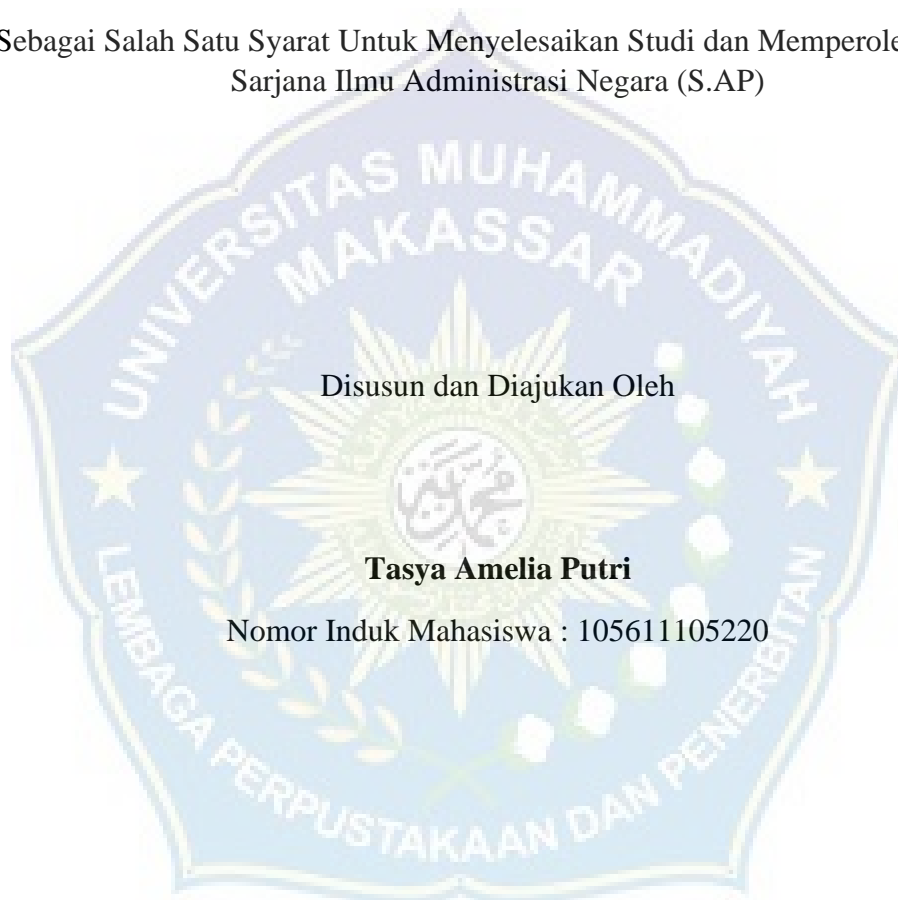 Sebagai Salah Satu Syarat Untuk Menyelesaikan Studi dan Memperole
Sarjana Ilmu Administrasi Negara (S.AP)
UNIVERSITAS MUHAMMADIYAH
MAKASSAR
Disusun dan Diajukan Oleh
Tasya Amelia Putri
Nomor Induk Mahasiswa : 105611105220
LEMBAGA PERPUSTAKAAN DAN PENERBITAN